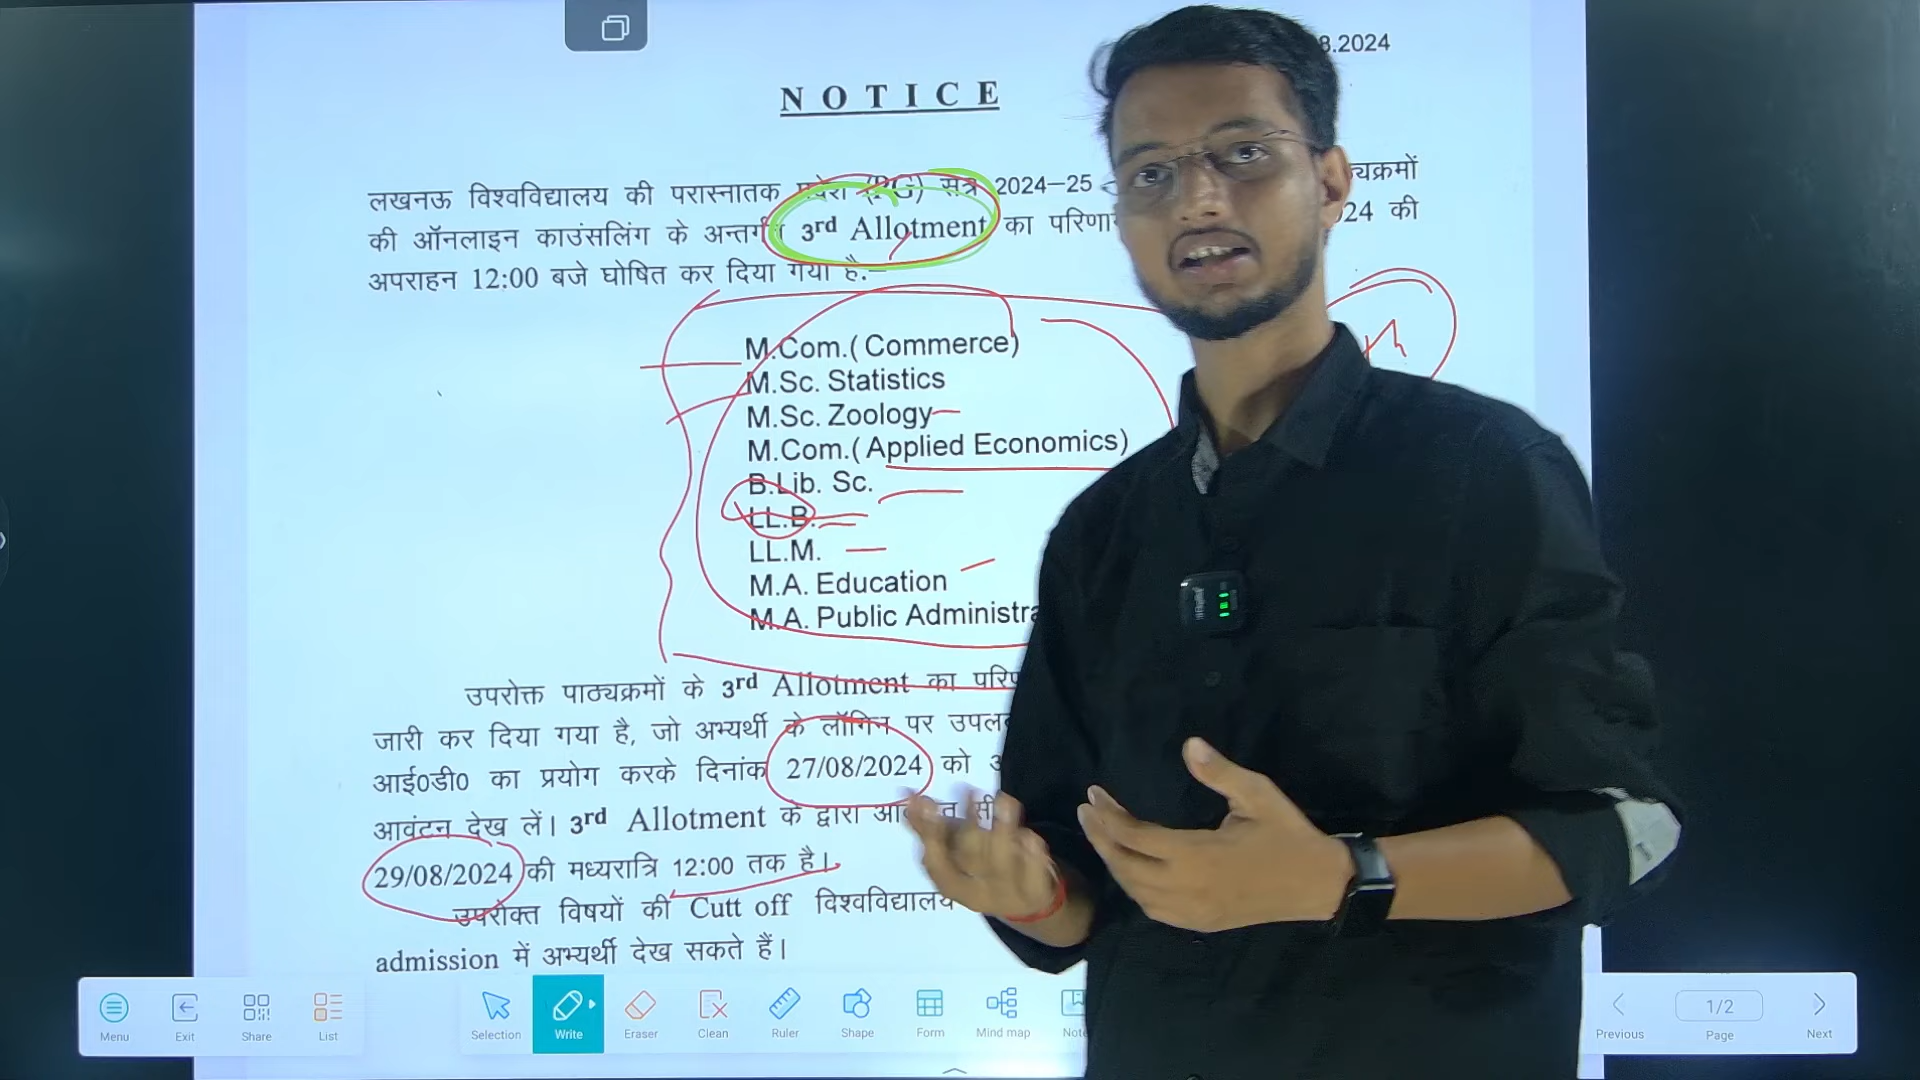 8.2024
NOTICE
लखनऊ विश्वविद्यालय की परास्नातक (PG) सत्र 2024–25
की ऑनलाइन काउंसलिंग के अन्तर्गत 3rd Allotment का 24 की
अपराहन 12:00 बजे घोषित कर दिया गया है:–
M.Com.( Commerce)
M.Sc. Statistics
M.Sc. Zoology
M.Com.( Applied Economics)
B.Lib. Sc.
LL.B.
LL.M.
M.A. Education
M.A. Public
उपरोक्त पाठ्यक्रमों के 3rd Allotment का
जारी कर दिया गया है, जो अभ्यर्थी के लॉगिन पर
आई0डी0 का प्रयोग करके दिनांक 27/08/2024 को
आवंटन देख लें। 3rd Allotment के द्वारा
29/08/2024 की मध्यरात्रि 12:00 तक है।
उपरोक्त विषयों की Cutt off विश्वविद्यालय
admission में अभ्यर्थी देख सकते हैं।
Menu Exit Share List Selection Write Eraser Clean Ruler Shape Form Mind map 1/2 Previous Page Next